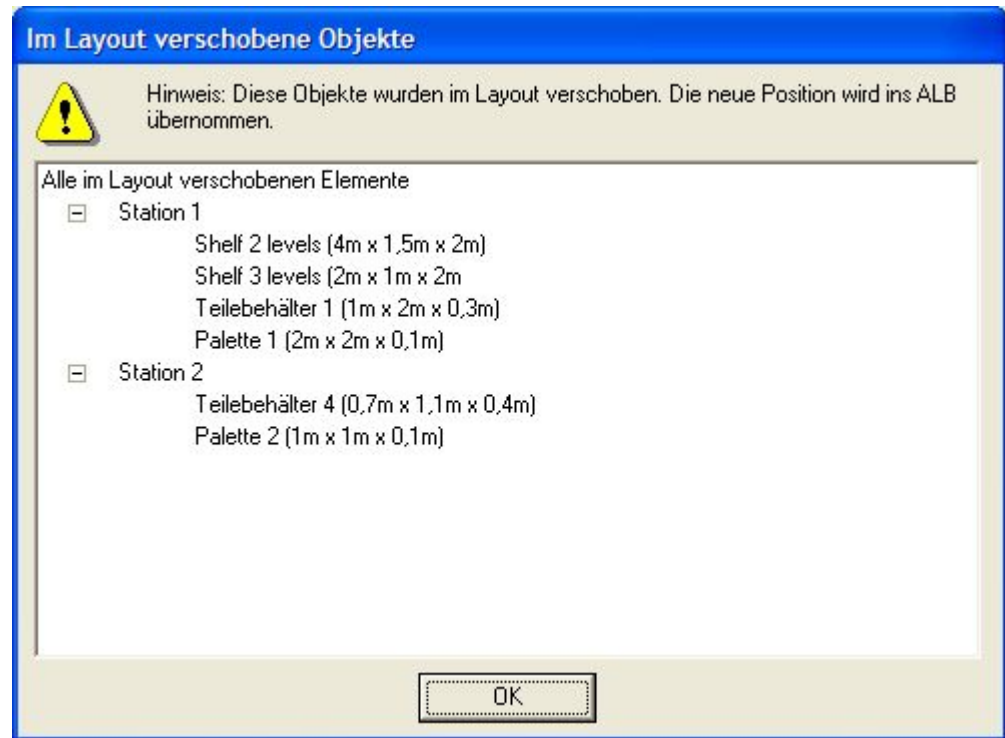 Im Layout verschobene Objekte
Hinweis: Diese Objekte wurden im Layout verschoben. Die neue Position wird ins ALB
übernommen.
Alle im Layout verschobenen Elemente
Station 1
Shelf 2 levels (4m x 1,5m x 2m)
Shelf 3 levels (2m x 1m x 2m
Teilebehälter 1 (1m x 2m x 0,3m)
Palette 1 (2m x 2m x 0,1m)
Station 2
Teilebehälter 4 (0,7m x 1,1m x 0,4m)
Palette 2 (1m x 1m x 0,1m)
OK